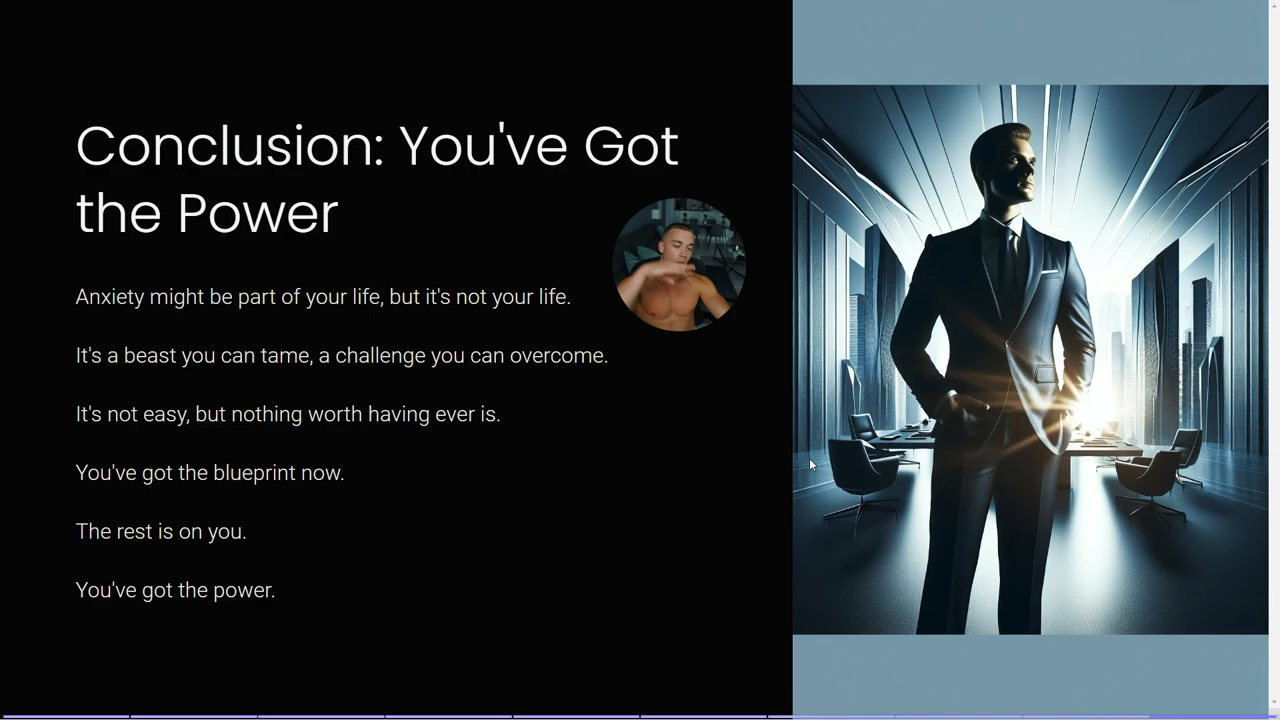 Conclusion: You've Got
the Power
Anxiety might be part of your life, but it's not your life.
It's a beast you can tame, a challenge you can overcome.
It's not easy, but nothing worth having ever is.
You've got the blueprint now.
The rest is on you.
You've got the power.